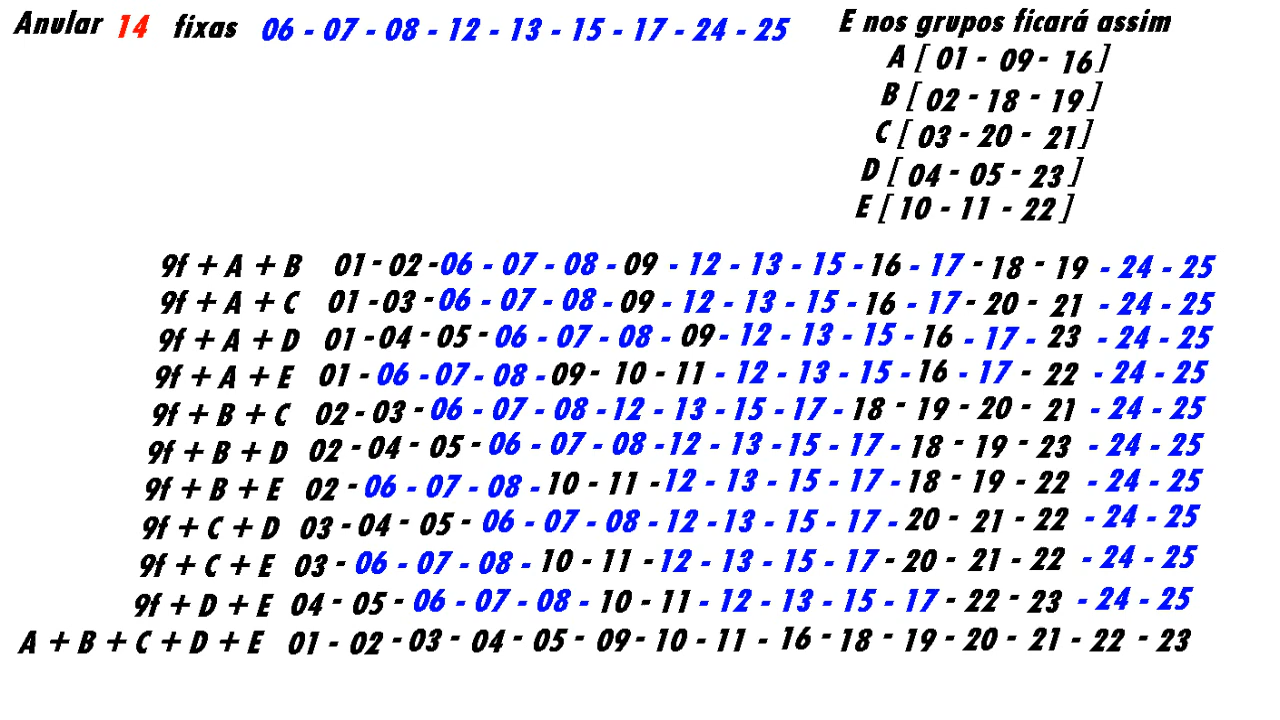 Anular 14 fixas 06 - 07 - 08 - 12 - 13 - 15 - 17 - 24 - 25
E nos grupos ficará assim
A [ 01 - 09 - 16 ]
B [ 02 - 18 - 19 ]
C [ 03 - 20 - 21 ]
D [ 04 - 05 - 23 ]
E [ 10 - 11 - 22 ]
9f + A + B 01 - 02 - 06 - 07 - 08 - 09 - 12 - 13 - 15 - 16 - 17 - 18 - 19 - 24 - 25
9f + A + C 01 - 03 - 06 - 07 - 08 - 09 - 12 - 13 - 15 - 16 - 17 - 20 - 21 - 24 - 25
9f + A + D 01 - 04 - 05 - 06 - 07 - 08 - 09 - 12 - 13 - 15 - 16 - 17 - 23 - 24 - 25
9f + A + E 01 - 06 - 07 - 08 - 09 - 10 - 11 - 12 - 13 - 15 - 16 - 17 - 22 - 24 - 25
9f + B + C 02 - 03 - 06 - 07 - 08 - 12 - 13 - 15 - 17 - 18 - 19 - 20 - 21 - 24 - 25
9f + B + D 02 - 04 - 05 - 06 - 07 - 08 - 12 - 13 - 15 - 17 - 18 - 19 - 23 - 24 - 25
9f + B + E 02 - 06 - 07 - 08 - 10 - 11 - 12 - 13 - 15 - 17 - 18 - 19 - 22 - 24 - 25
9f + C + D 03 - 04 - 05 - 06 - 07 - 08 - 12 - 13 - 15 - 17 - 20 - 21 - 22 - 24 - 25
9f + C + E 03 - 06 - 07 - 08 - 10 - 11 - 12 - 13 - 15 - 17 - 20 - 21 - 22 - 24 - 25
9f + D + E 04 - 05 - 06 - 07 - 08 - 10 - 11 - 12 - 13 - 15 - 17 - 22 - 23 - 24 - 25
A + B + C + D + E 01 - 02 - 03 - 04 - 05 - 09 - 10 - 11 - 16 - 18 - 19 - 20 - 21 - 22 - 23